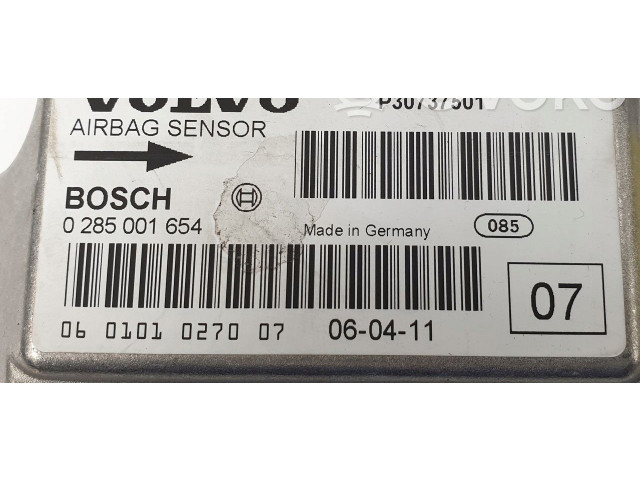 VOLVO
P30737501
AIRBAG SENSOR
BOSCH
0 285 001 654
Made in Germany
085
07
06 0101 0270 07
06-04-11